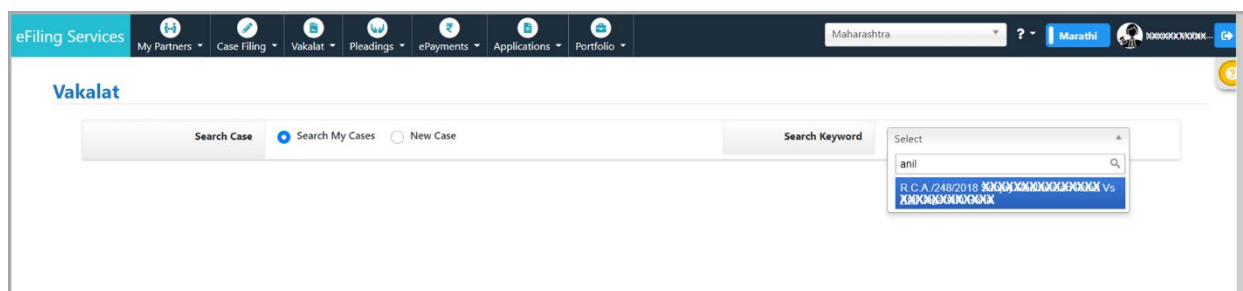 eFiling Services
My Partners Case Filing Vakalat Pleadings ePayments Applications Portfolio
Maharashtra ? Marathi
Vakalat
Search Case Search My Cases New Case Search Keyword Select
anil
R.C.A./248/2018 Vs